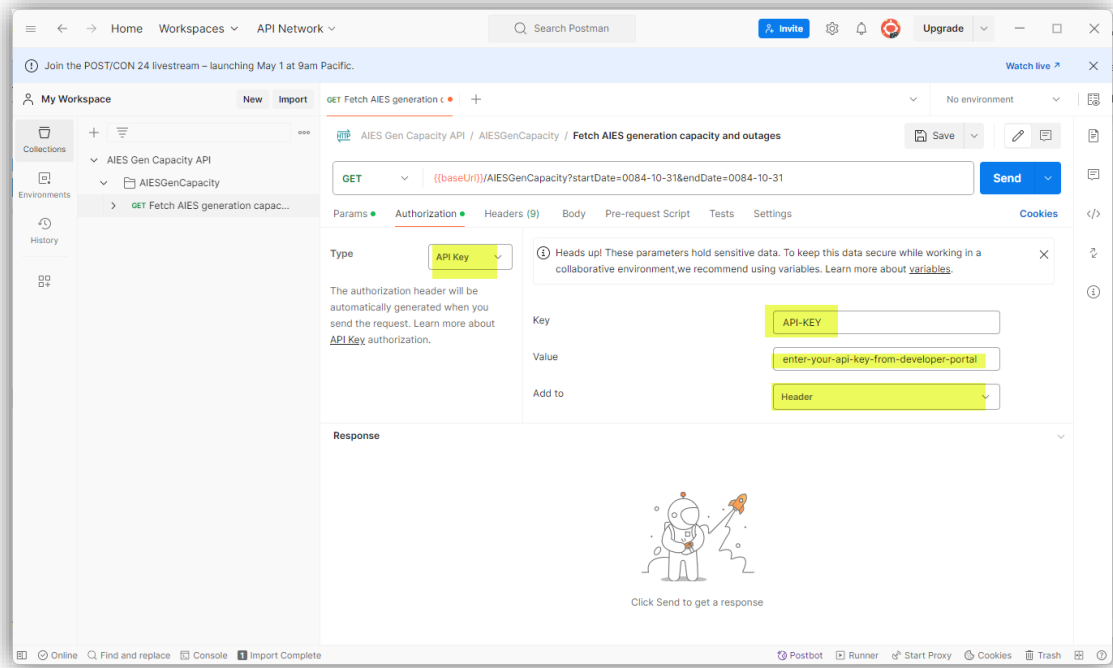 Home Workspaces API Network Search Postman Invite Upgrade
Join the POST/CON 24 livestream – launching May 1 at 9am Pacific. Watch live ↗
My Workspace New Import GET Fetch AIES generation c No environment
Collections
Environments
History
AIES Gen Capacity API
AIESGenCapacity
GET Fetch AIES generation capac...
HTTP AIES Gen Capacity API / AIESGenCapacity / Fetch AIES generation capacity and outages Save
GET {{baseUrl}}/AIESGenCapacity?startDate=0084-10-31&endDate=0084-10-31 Send
Params Authorization Headers (9) Body Pre-request Script Tests Settings Cookies
Type API Key
The authorization header will be
automatically generated when you
send the request. Learn more about
API Key authorization.
Heads up! These parameters hold sensitive data. To keep this data secure while working in a
collaborative environment,we recommend using variables. Learn more about variables.
Key API-KEY
Value enter-your-api-key-from-developer-portal
Add to Header
Response
Click Send to get a response
Online Find and replace Console 1 Import Complete Postbot Runner Start Proxy Cookies Trash